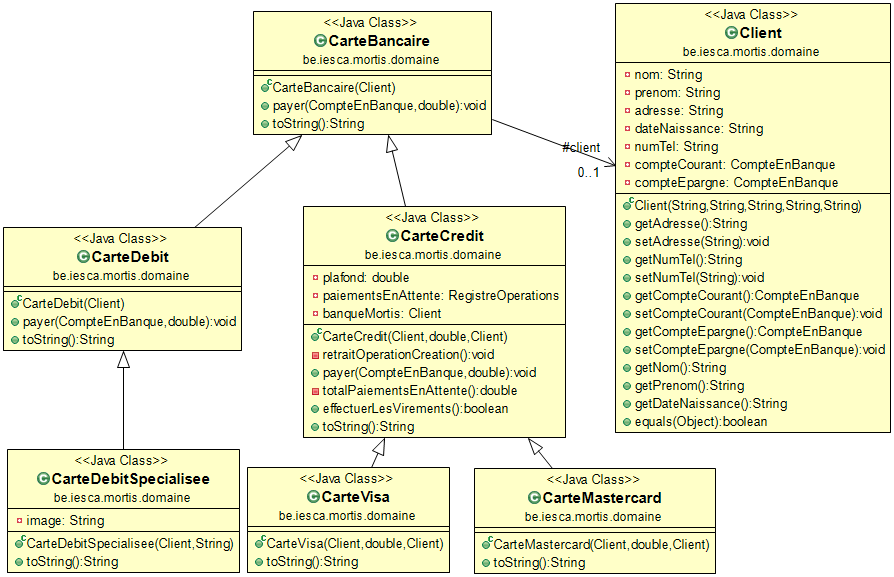 <<Java Class>>
CarteBancaire
be.iesca.mortis.domaine
CarteBancaire(Client)
payer(CompteEnBanque,double):void
toString():String
<<Java Class>>
Client
be.iesca.mortis.domaine
nom: String
prenom: String
adresse: String
dateNaissance: String
numTel: String
compteCourant: CompteEnBanque
compteEpargne: CompteEnBanque
Client(String,String,String,String,String)
getAdresse():String
setAdresse(String):void
getNumTel():String
setNumTel(String):void
getCompteCourant():CompteEnBanque
setCompteCourant(CompteEnBanque):void
getCompteEpargne():CompteEnBanque
setCompteEpargne(CompteEnBanque):void
getNom():String
getPrenom():String
getDateNaissance():String
equals(Object):boolean
#client
0..1
<<Java Class>>
CarteDebit
be.iesca.mortis.domaine
CarteDebit(Client)
payer(CompteEnBanque,double):void
toString():String
<<Java Class>>
CarteCredit
be.iesca.mortis.domaine
plafond: double
paiementsEnAttente: RegistreOperations
banqueMortis: Client
CarteCredit(Client,double,Client)
retraitOperationCreation():void
payer(CompteEnBanque,double):void
totalPaiementsEnAttente():double
effectuerLesVirements():boolean
toString():String
<<Java Class>>
CarteDebitSpecialisee
be.iesca.mortis.domaine
image: String
CarteDebitSpecialisee(Client,String)
toString():String
<<Java Class>>
CarteVisa
be.iesca.mortis.domaine
CarteVisa(Client,double,Client)
toString():String
<<Java Class>>
CarteMastercard
be.iesca.mortis.domaine
CarteMastercard(Client,double,Client)
toString():String